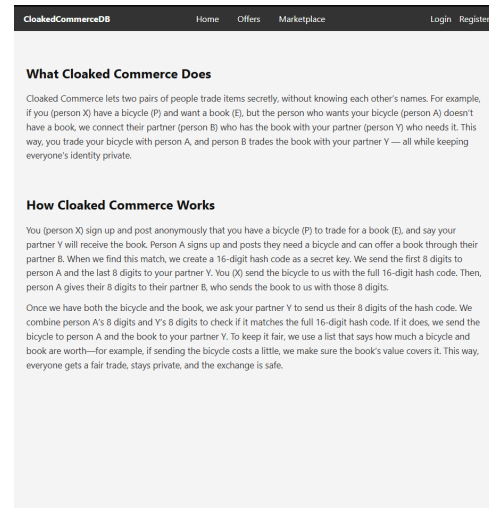 CloakedCommerceDB Home Offers Marketplace Login Register
What Cloaked Commerce Does
Cloaked Commerce lets two pairs of people trade items secretly, without knowing each other's names. For example,
if you (person X) have a bicycle (P) and want a book (E), but the person who wants your bicycle (person A) doesn't
have a book, we connect their partner (person B) who has the book with your partner (person Y) who needs it. This
way, you trade your bicycle with person A, and person B trades the book with your partner Y — all while keeping
everyone's identity private.
How Cloaked Commerce Works
You (person X) sign up and post anonymously that you have a bicycle (P) to trade for a book (E), and say your
partner Y will receive the book. Person A signs up and posts they need a bicycle and can offer a book through their
partner B. When we find this match, we create a 16-digit hash code as a secret key. We send the first 8 digits to
person A and the last 8 digits to your partner Y. You (X) send the bicycle to us with the full 16-digit hash code. Then,
person A gives their 8 digits to their partner B, who sends the book to us with those 8 digits.
Once we have both the bicycle and the book, we ask your partner Y to send us their 8 digits of the hash code. We
combine person A's 8 digits and Y's 8 digits to check if it matches the full 16-digit hash code. If it does, we send the
bicycle to person A and the book to your partner Y. To keep it fair, we use a list that says how much a bicycle and
book are worth—for example, if sending the bicycle costs a little, we make sure the book's value covers it. This way,
everyone gets a fair trade, stays private, and the exchange is safe.